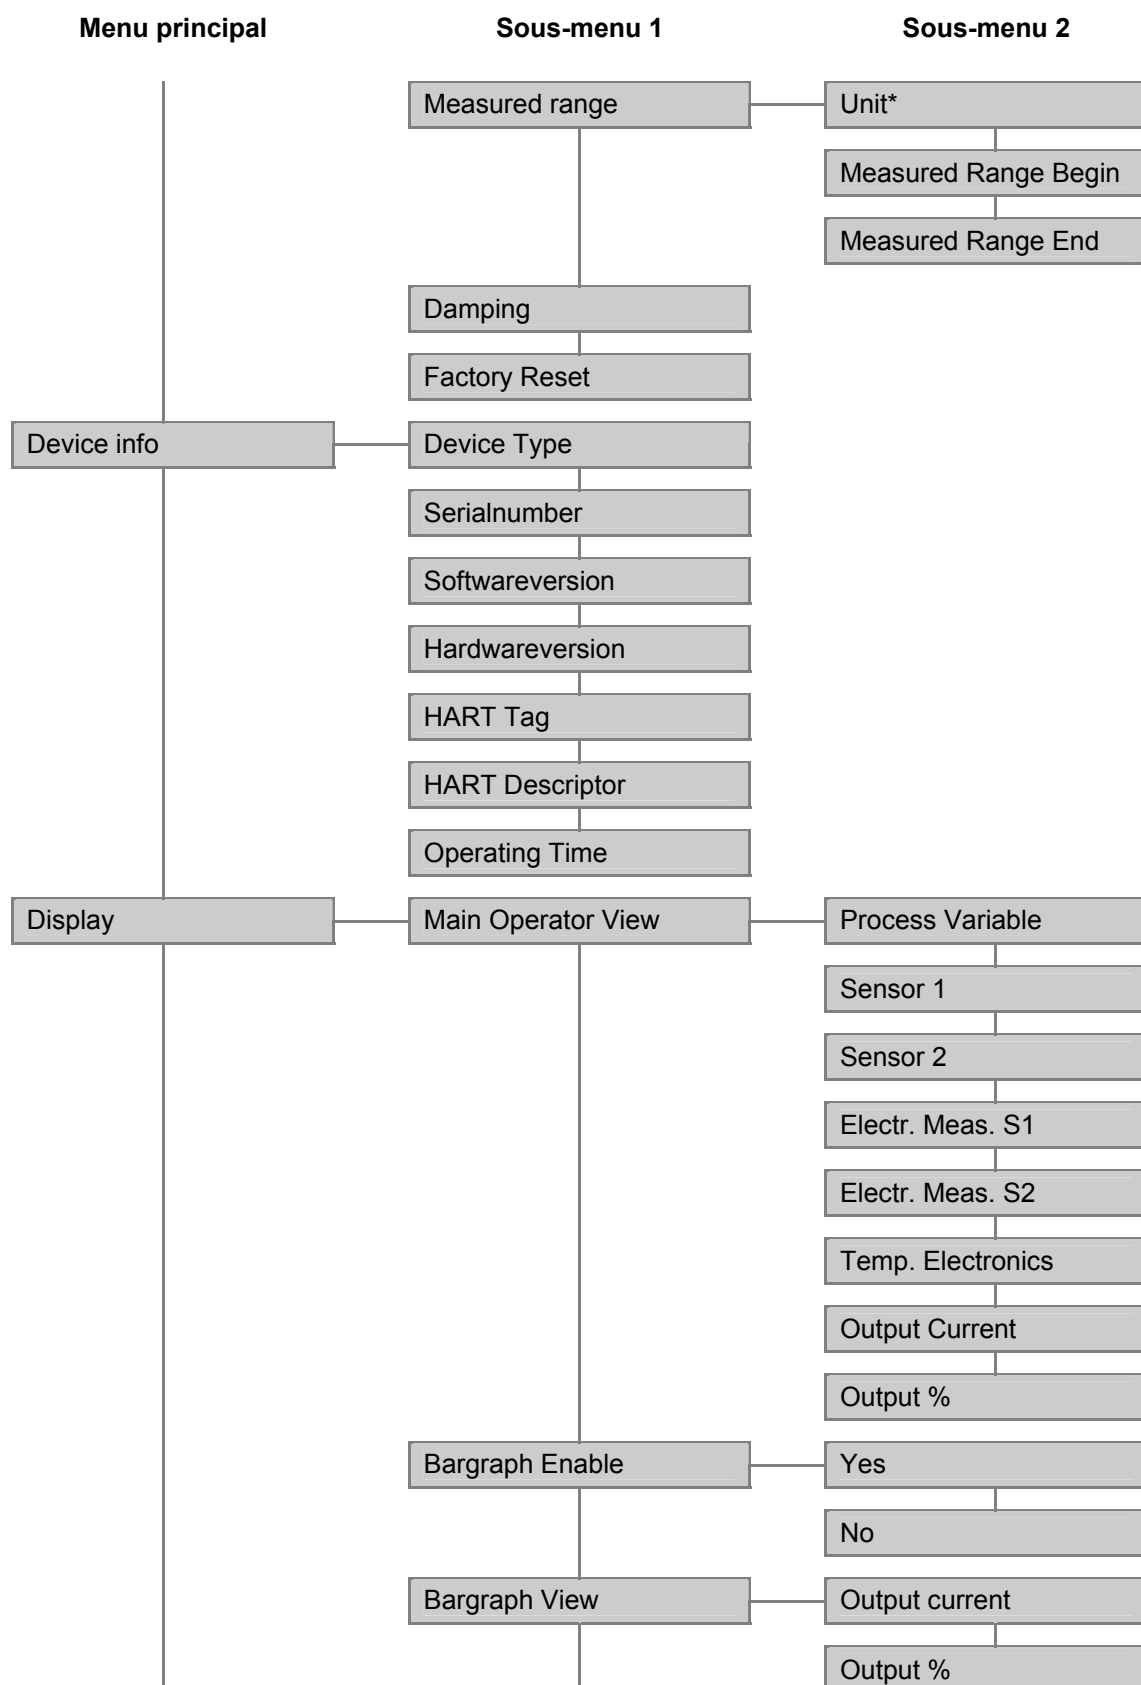 Menu principal
Sous-menu 1
Sous-menu 2
Measured range
Unit*
Measured Range Begin
Measured Range End
Damping
Factory Reset
Device info
Device Type
Serialnumber
Softwareversion
Hardwareversion
HART Tag
HART Descriptor
Operating Time
Display
Main Operator View
Process Variable
Sensor 1
Sensor 2
Electr. Meas. S1
Electr. Meas. S2
Temp. Electronics
Output Current
Output %
Bargraph Enable
Yes
No
Bargraph View
Output current
Output %